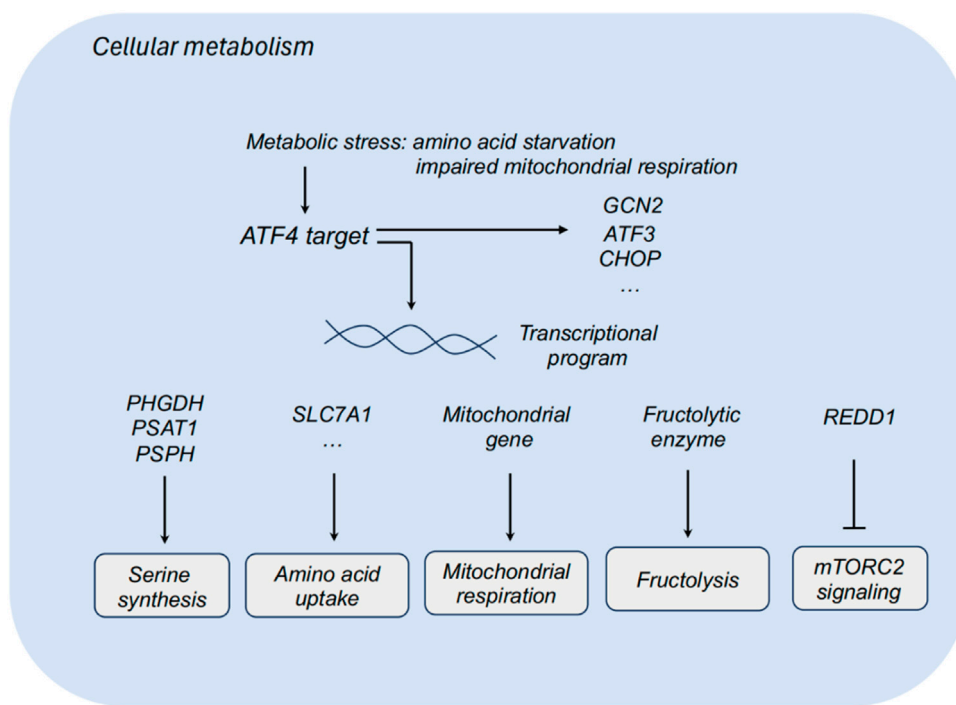 Cellular metabolism
Metabolic stress: amino acid starvation
impaired mitochondrial respiration
ATF4 target
GCN2
ATF3
CHOP
...
Transcriptional
program
PHGDH
PSAT1
PSPH
SLC7A1
...
Mitochondrial
gene
Fructolytic
enzyme
REDD1
Serine
synthesis
Amino acid
uptake
Mitochondrial
respiration
Fructolysis
mTORC2
signaling